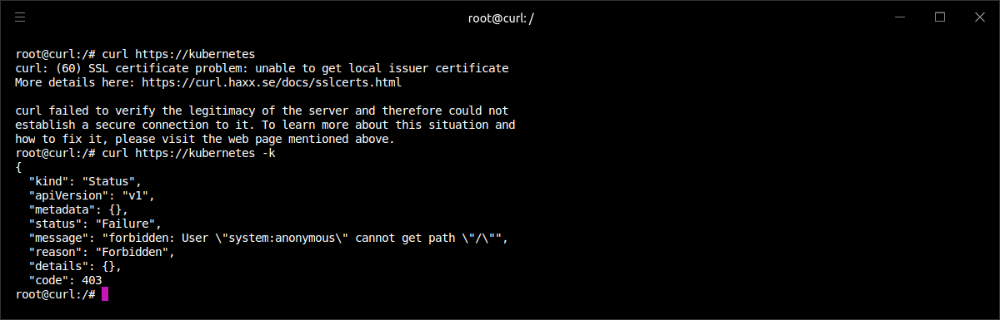 root@curl: /
root@curl:/# curl https://kubernetes
curl: (60) SSL certificate problem: unable to get local issuer certificate
More details here: https://curl.haxx.se/docs/sslcerts.html
curl failed to verify the legitimacy of the server and therefore could not
establish a secure connection to it. To learn more about this situation and
how to fix it, please visit the web page mentioned above.
root@curl:/# curl https://kubernetes -k
{
  "kind": "Status",
  "apiVersion": "v1",
  "metadata": {},
  "status": "Failure",
  "message": "forbidden: User \"system:anonymous\" cannot get path \"/\"",
  "reason": "Forbidden",
  "details": {},
  "code": 403
root@curl:/#